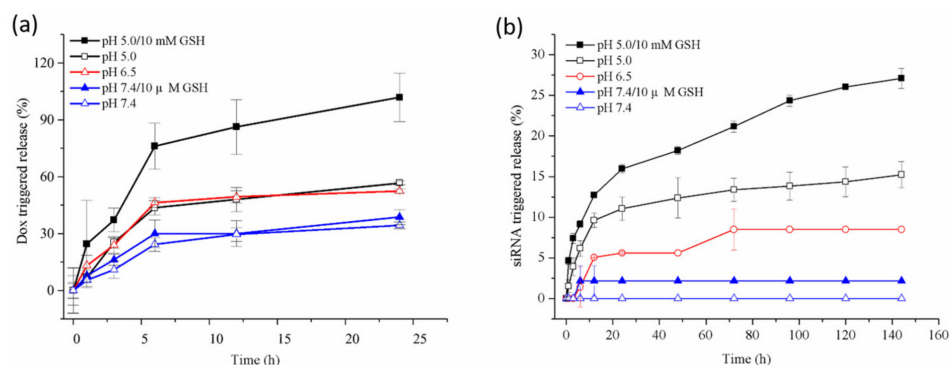 (a)
pH 5.0/10 mM GSH
pH 5.0
pH 6.5
pH 7.4/10 μ M GSH
pH 7.4
Dox triggered release (%)
120
90
60
30
0
0 5 10 15 20 25
Time (h)
(b)
pH 5.0/10 mM GSH
pH 5.0
pH 6.5
pH 7.4/10 μ M GSH
pH 7.4
siRNA triggered release (%)
30
25
20
15
10
5
0
0 20 40 60 80 100 120 140 160
Time (h)